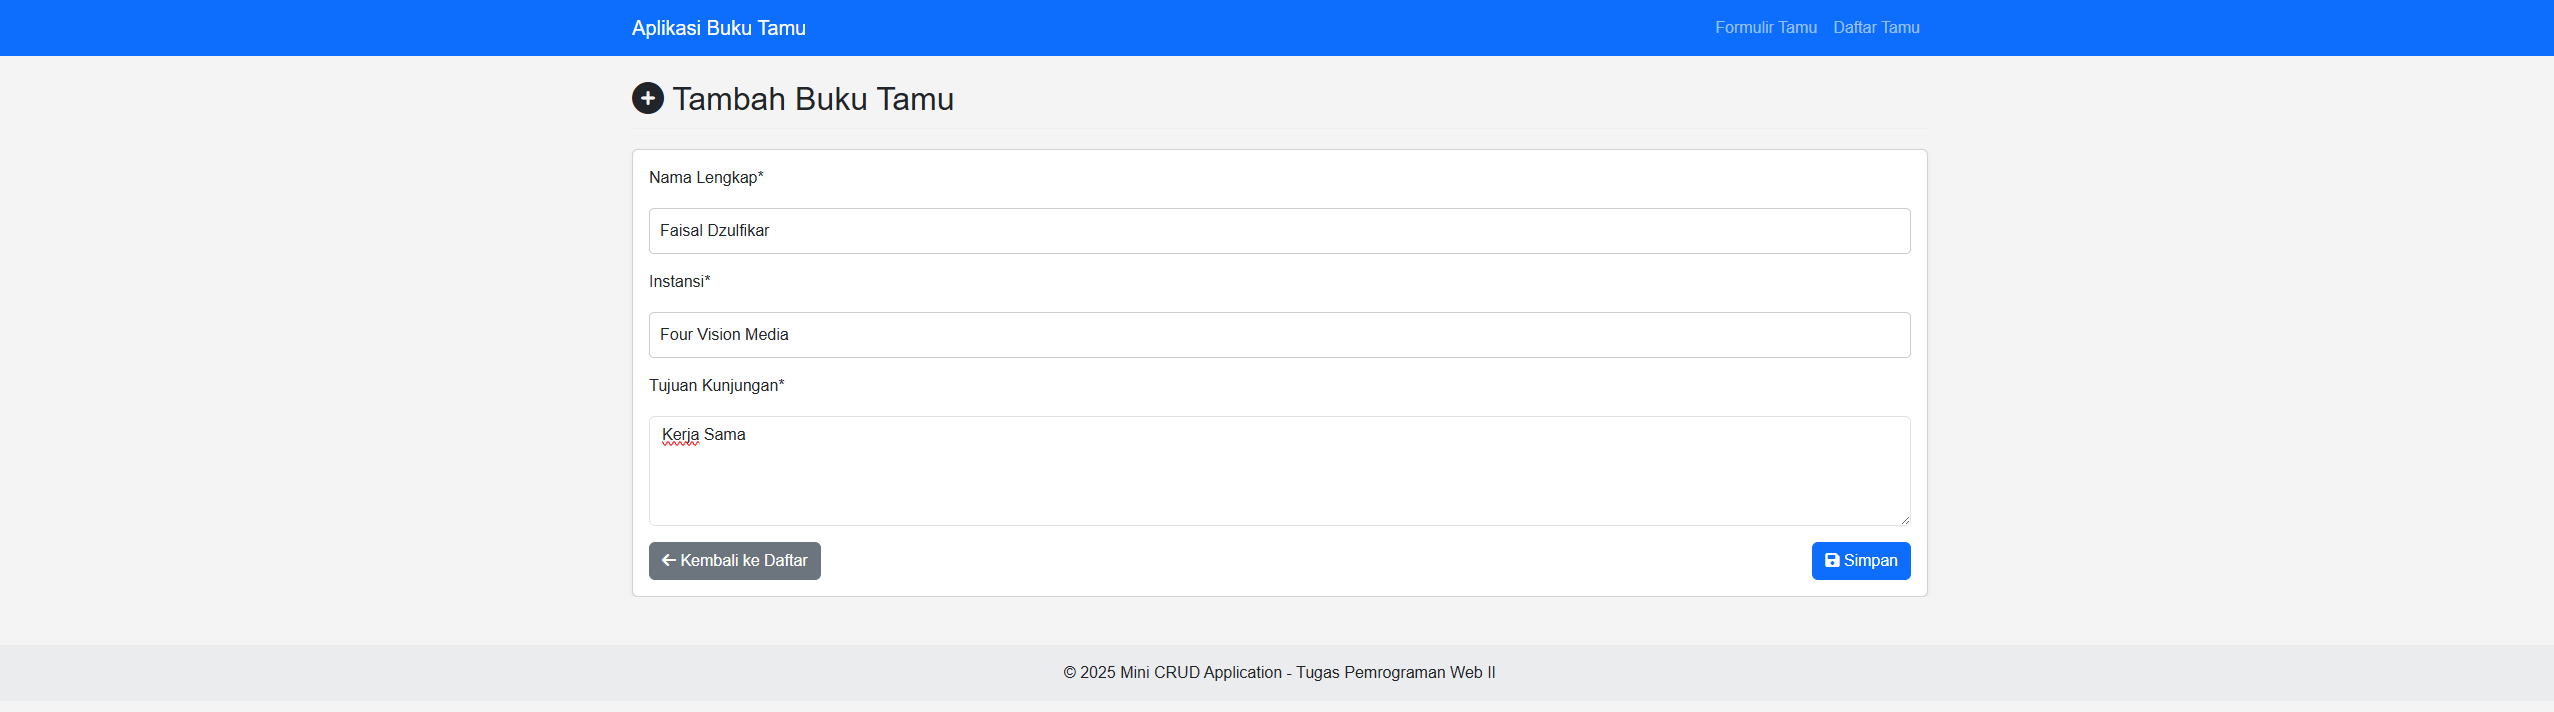 Aplikasi Buku Tamu
Formulir Tamu Daftar Tamu
Tambah Buku Tamu
Nama Lengkap*
Faisal Dzulfikar
Instansi*
Four Vision Media
Tujuan Kunjungan*
Kerja Sama
Kembali ke Daftar
Simpan
© 2025 Mini CRUD Application - Tugas Pemrograman Web II